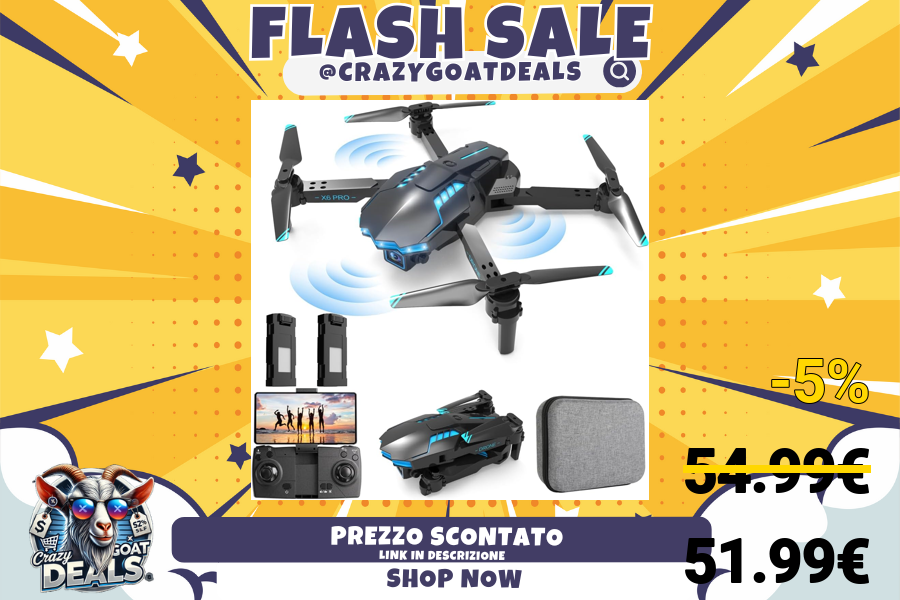 FLASH SALE
@CRAZYGOATDEALS
X6 PRO
-5%
54.99€
$
52%
Crazy
GOAT
DEALS
PREZZO SCONTATO
LINK IN DESCRIZIONE
SHOP NOW
51.99€